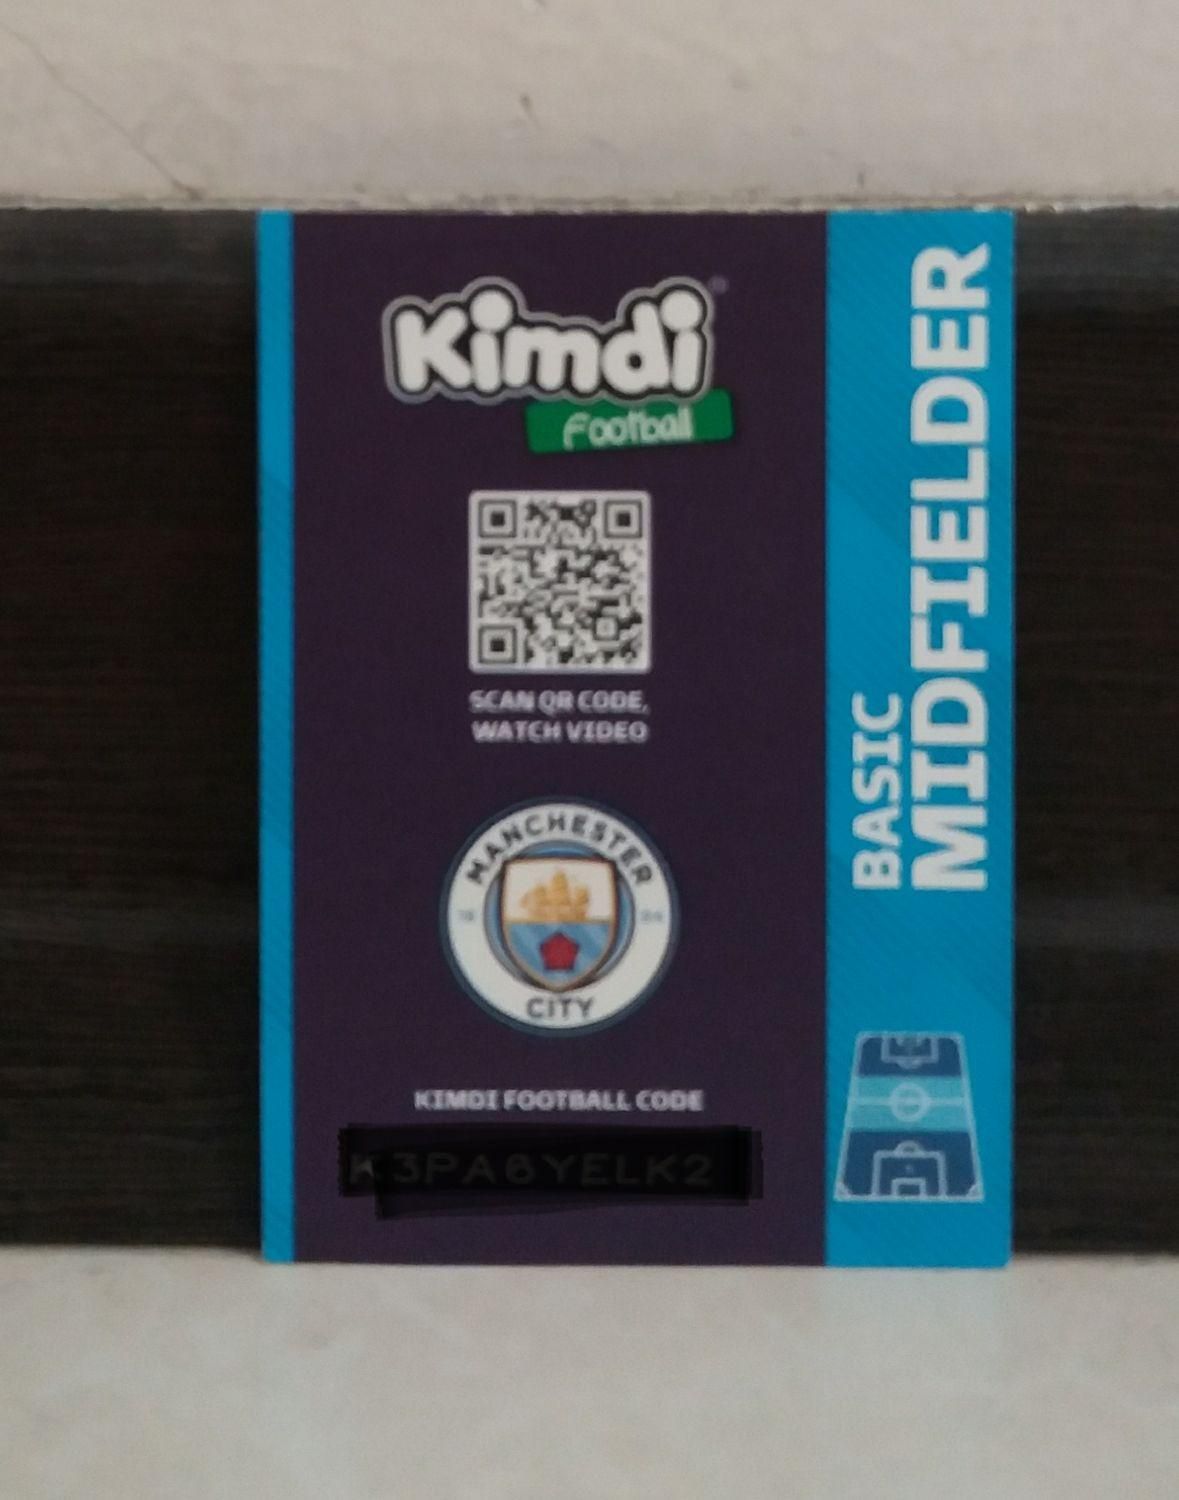 Kimdi®
Football
SCAN QR CODE,
WATCH VIDEO
MANCHESTER
CITY
KIMDI FOOTBALL CODE
BASIC
MIDFIELDER